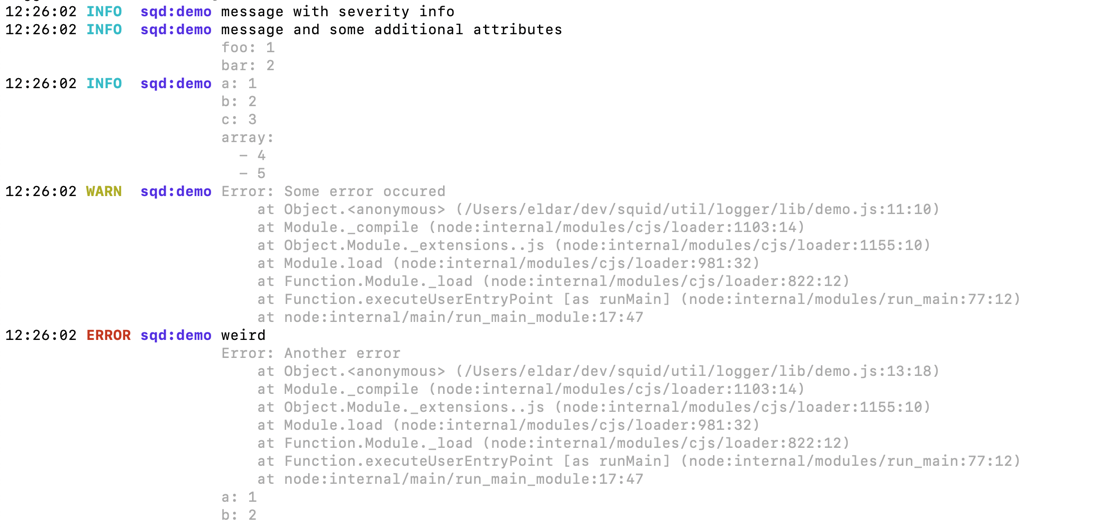 12:26:02 INFO  sqd:demo message with severity info
12:26:02 INFO  sqd:demo message and some additional attributes
                        foo: 1
                        bar: 2
12:26:02 INFO  sqd:demo a: 1
                        b: 2
                        c: 3
                        array:
                          - 4
                          - 5
12:26:02 WARN  sqd:demo Error: Some error occured
                            at Object.<anonymous> (/Users/eldar/dev/squid/util/logger/lib/demo.js:11:10)
                            at Module._compile (node:internal/modules/cjs/loader:1103:14)
                            at Object.Module._extensions..js (node:internal/modules/cjs/loader:1155:10)
                            at Module.load (node:internal/modules/cjs/loader:981:32)
                            at Function.Module._load (node:internal/modules/cjs/loader:822:12)
                            at Function.executeUserEntryPoint [as runMain] (node:internal/modules/run_main:77:12)
                            at node:internal/main/run_main_module:17:47
12:26:02 ERROR sqd:demo weird
                        Error: Another error
                            at Object.<anonymous> (/Users/eldar/dev/squid/util/logger/lib/demo.js:13:18)
                            at Module._compile (node:internal/modules/cjs/loader:1103:14)
                            at Object.Module._extensions..js (node:internal/modules/cjs/loader:1155:10)
                            at Module.load (node:internal/modules/cjs/loader:981:32)
                            at Function.Module._load (node:internal/modules/cjs/loader:822:12)
                            at Function.executeUserEntryPoint [as runMain] (node:internal/modules/run_main:77:12)
                            at node:internal/main/run_main_module:17:47
                        a: 1
                        b: 2